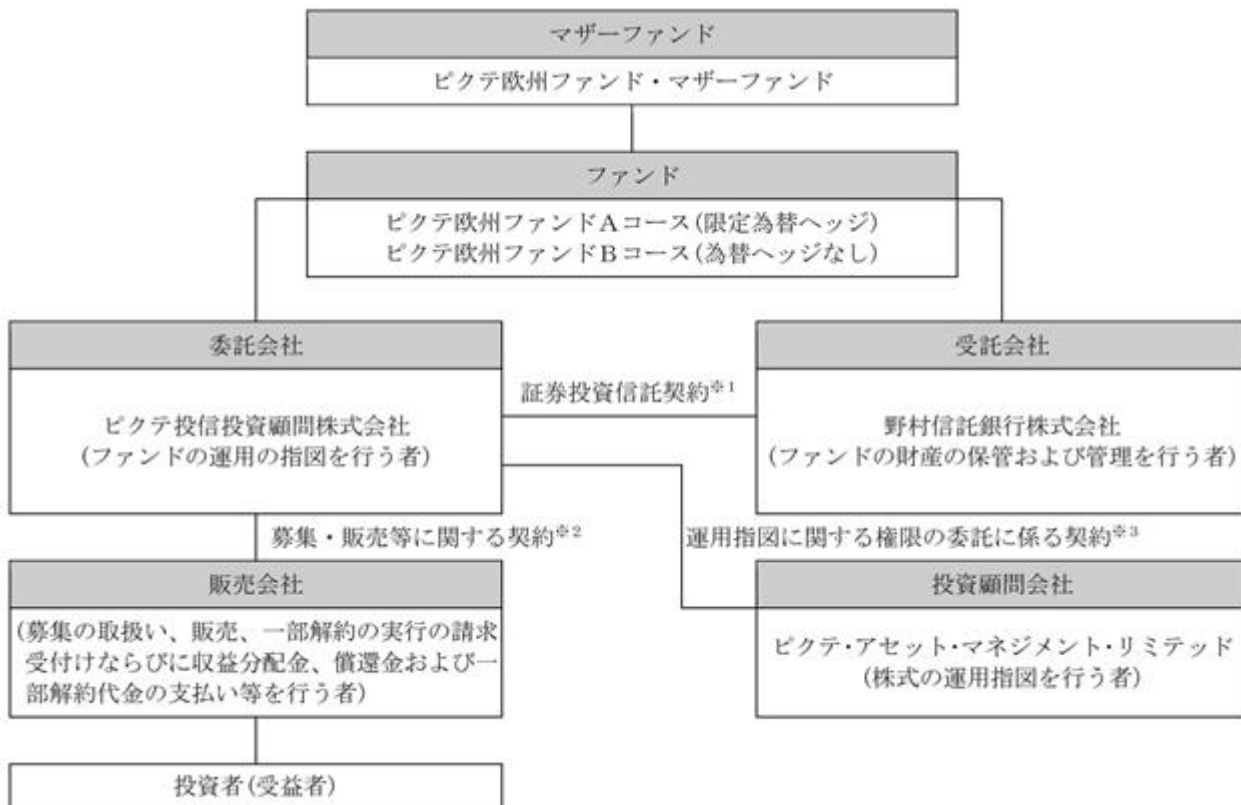 マザーファンド
ピクテ欧州ファンド・マザーファンド
ファンド
ピクテ欧州ファンドAコース(限定為替ヘッジ)
ピクテ欧州ファンドBコース(為替ヘッジなし)
委託会社
ピクテ投信投資顧問株式会社
(ファンドの運用の指図を行う者)
証券投資信託契約※1
受託会社
野村信託銀行株式会社
(ファンドの財産の保管および管理を行う者)
募集・販売等に関する契約※2
運用指図に関する権限の委託に係る契約※3
販売会社
(募集の取扱い、販売、一部解約の実行の請求
受付けならびに収益分配金、償還金および一
部解約代金の支払い等を行う者)
投資顧問会社
ピクテ・アセット・マネジメント・リミテッド
(株式の運用指図を行う者)
投資者(受益者)